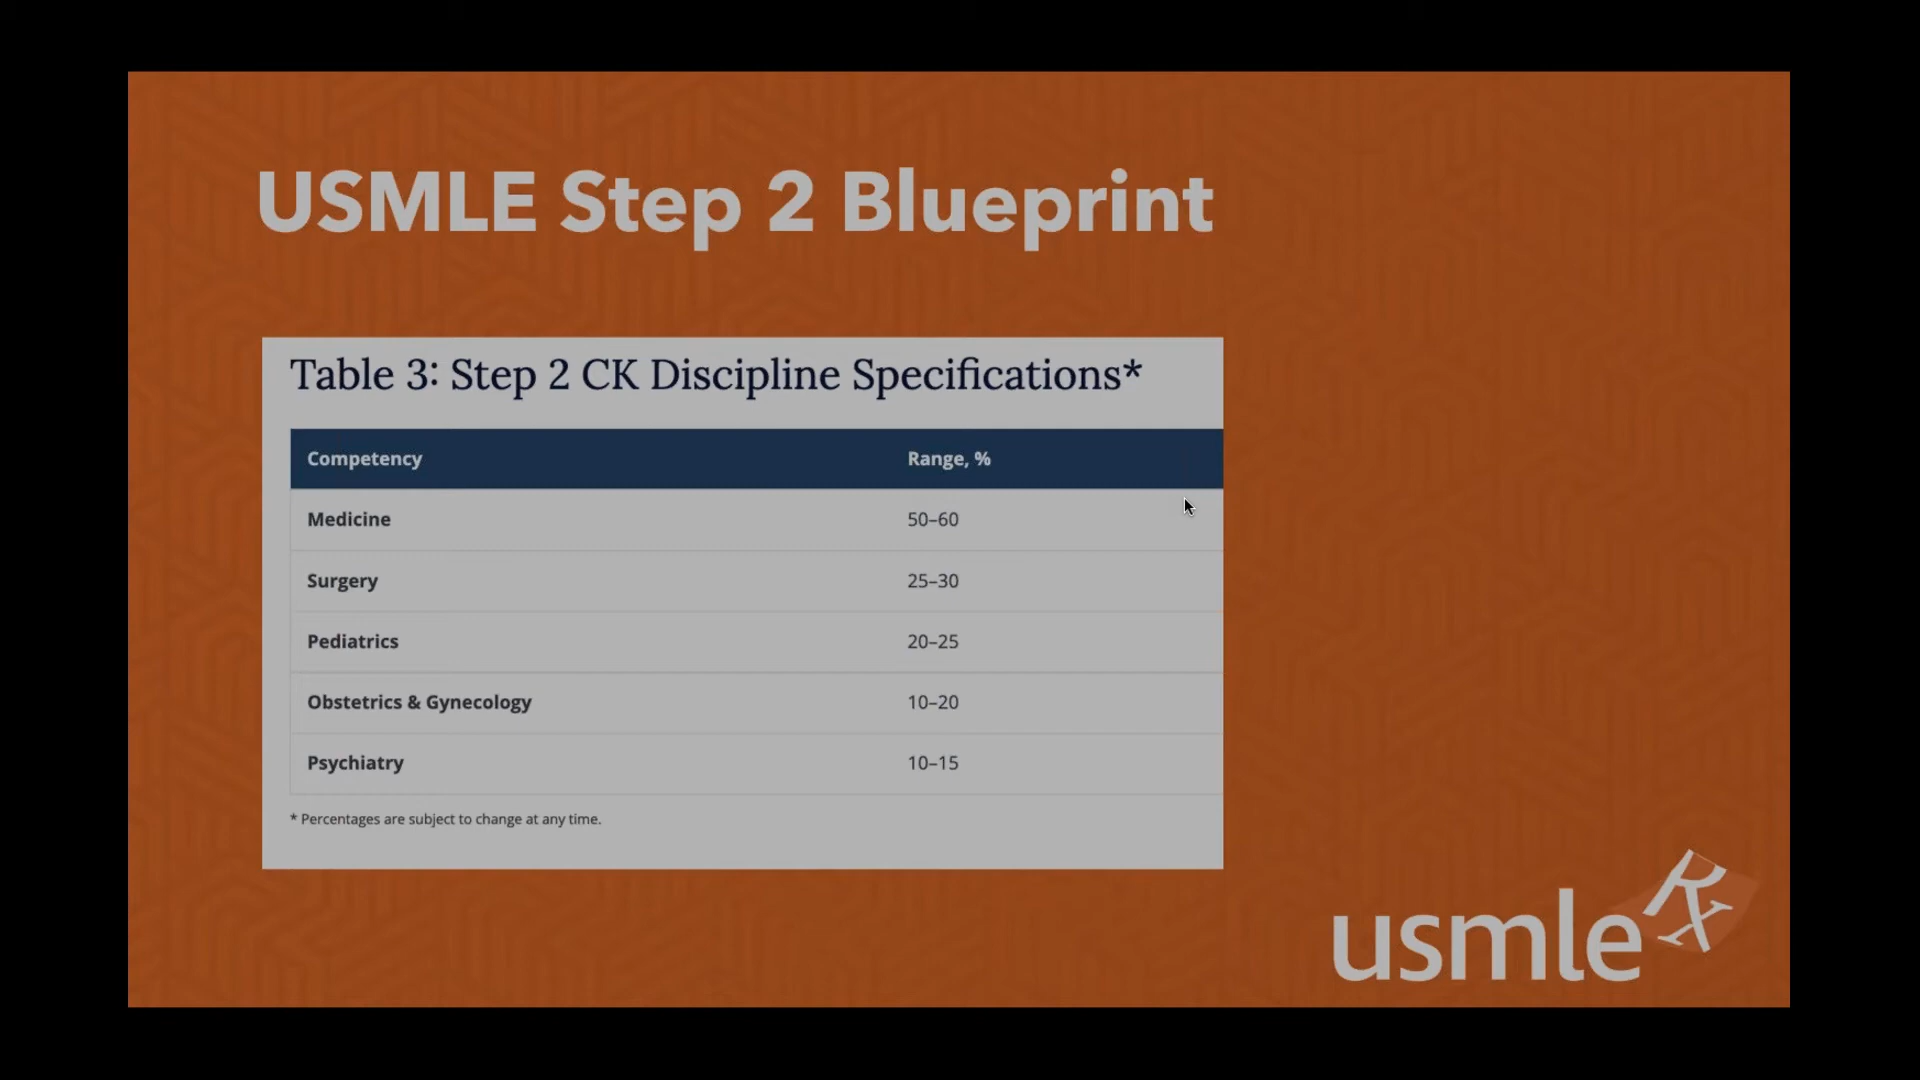 USMLE Step 2 Blueprint
Table 3: Step 2 CK Discipline Specifications*
Competency Range, %
Medicine 50–60
Surgery 25–30
Pediatrics 20–25
Obstetrics & Gynecology 10–20
Psychiatry 10–15
* Percentages are subject to change at any time.
usmle Rx